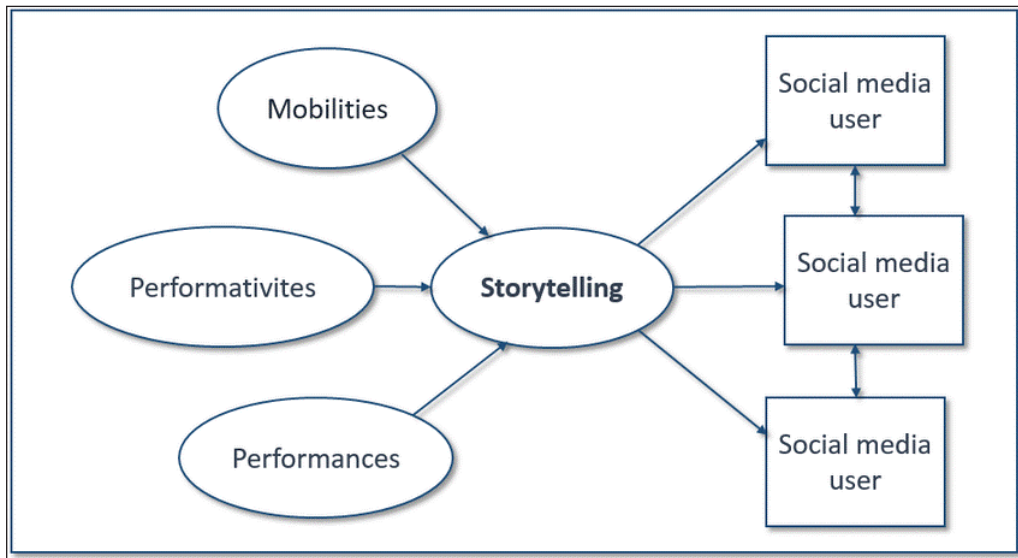 Mobilities
Performativites
Performances
Storytelling
Social media
user
Social media
user
Social media
user